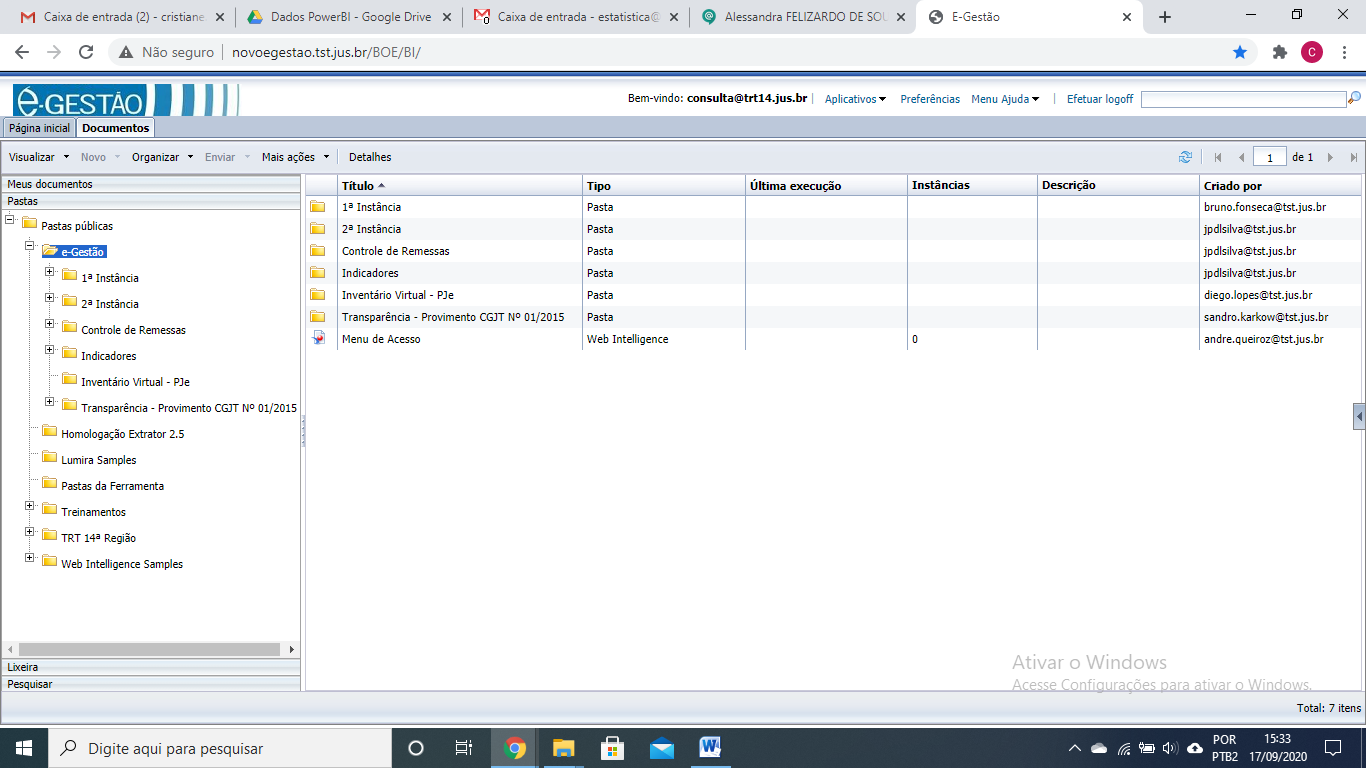 Caixa de entrada (2) - cristiane
Dados PowerBI - Google Drive
Caixa de entrada - estatistica@
Alessandra FELIZARDO DE SOU
E-Gestão
Não seguro | novoegestao.tst.jus.br/BOE/BI/
C
e-GESTÃO
Bem-vindo: consulta@trt14.jus.br | Aplicativos Preferências Menu Ajuda | Efetuar logoff
Página inicial Documentos
Visualizar Novo Organizar Enviar Mais ações Detalhes 1 de 1
Meus documentos
Pastas
Pastas públicas
e-Gestão
1ª Instância
2ª Instância
Controle de Remessas
Indicadores
Inventário Virtual - PJe
Transparência - Provimento CGJT Nº 01/2015
Homologação Extrator 2.5
Lumira Samples
Pastas da Ferramenta
Treinamentos
TRT 14ª Região
Web Intelligence Samples
Lixeira
Pesquisar
Título Tipo Última execução Instâncias Descrição Criado por
1ª Instância Pasta bruno.fonseca@tst.jus.br
2ª Instância Pasta jpdlsilva@tst.jus.br
Controle de Remessas Pasta jpdlsilva@tst.jus.br
Indicadores Pasta jpdlsilva@tst.jus.br
Inventário Virtual - PJe Pasta diego.lopes@tst.jus.br
Transparência - Provimento CGJT Nº 01/2015 Pasta sandro.karkow@tst.jus.br
Menu de Acesso Web Intelligence 0 andre.queiroz@tst.jus.br
Ativar o Windows
Acesse Configurações para ativar o Windows.
Total: 7 itens
Digite aqui para pesquisar
POR
PTB2
15:33
17/09/2020